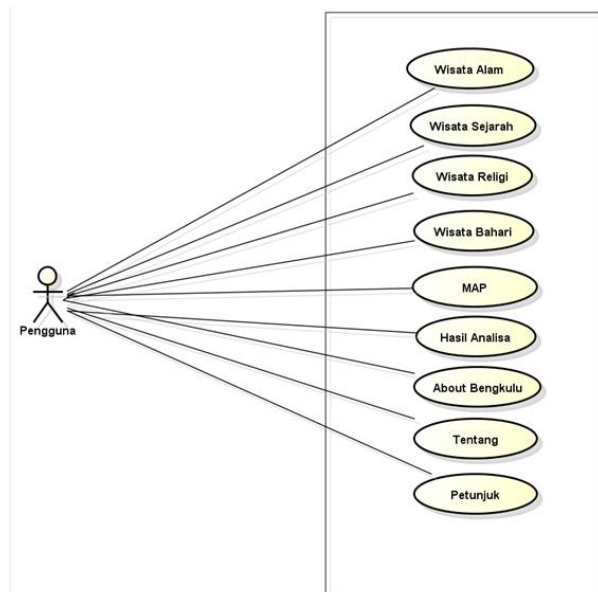 Wisata Alam
Wisata Sejarah
Wisata Religi
Wisata Bahari
MAP
Pengguna
Hasil Analisa
About Bengkulu
Tentang
Petunjuk